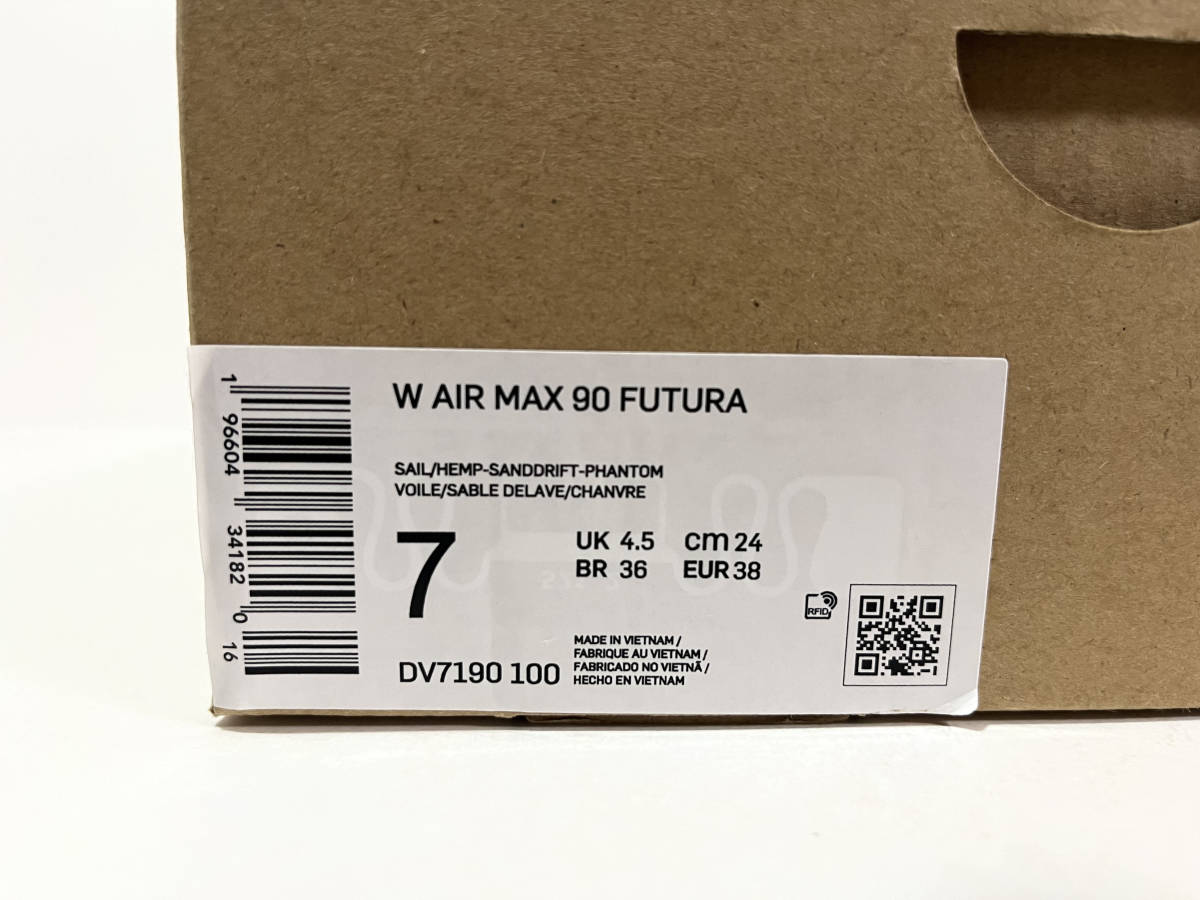 W AIR MAX 90 FUTURA
SAIL/HEMP-SANDDRIFT-PHANTOM
VOILE/SABLE DELAVE/CHANVRE
7
UK 4.5 cm 24
BR 36 EUR 38
DV7190 100
MADE IN VIETNAM /
FABRIQUE AU VIETNAM /
FABRICADO NO VIETNÃ /
HECHO EN VIETNAM
RFID
1 96604 34182 0 16